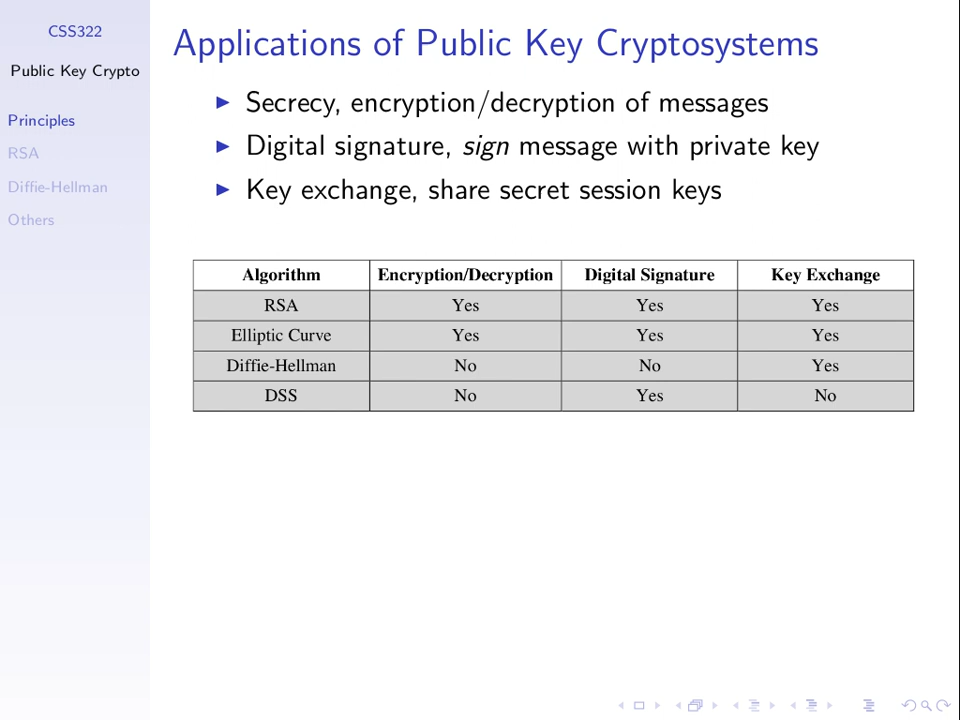 CSS322
Public Key Crypto
Principles
RSA
Diffie-Hellman
Others
Applications of Public Key Cryptosystems
Secrecy, encryption/decryption of messages
Digital signature, sign message with private key
Key exchange, share secret session keys
Algorithm Encryption/Decryption Digital Signature Key Exchange
RSA Yes Yes Yes
Elliptic Curve Yes Yes Yes
Diffie-Hellman No No Yes
DSS No Yes No